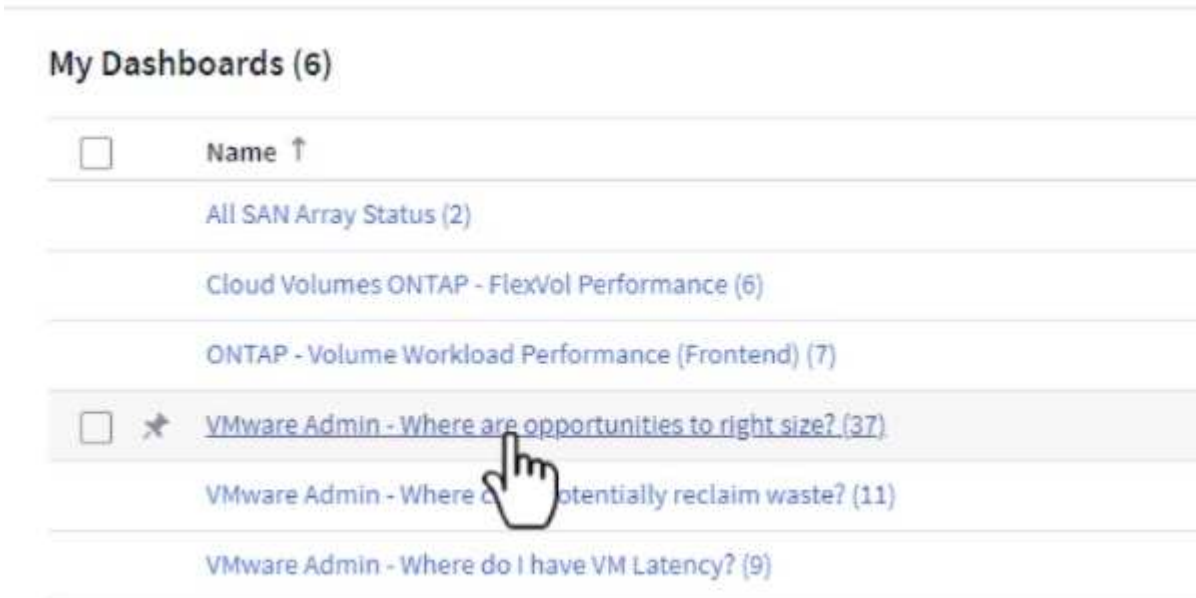 My Dashboards (6)
Name ↑
All SAN Array Status (2)
Cloud Volumes ONTAP - FlexVol Performance (6)
ONTAP - Volume Workload Performance (Frontend) (7)
VMware Admin - Where are opportunities to right size? (37)
VMware Admin - Where potentially reclaim waste? (11)
VMware Admin - Where do I have VM Latency? (9)